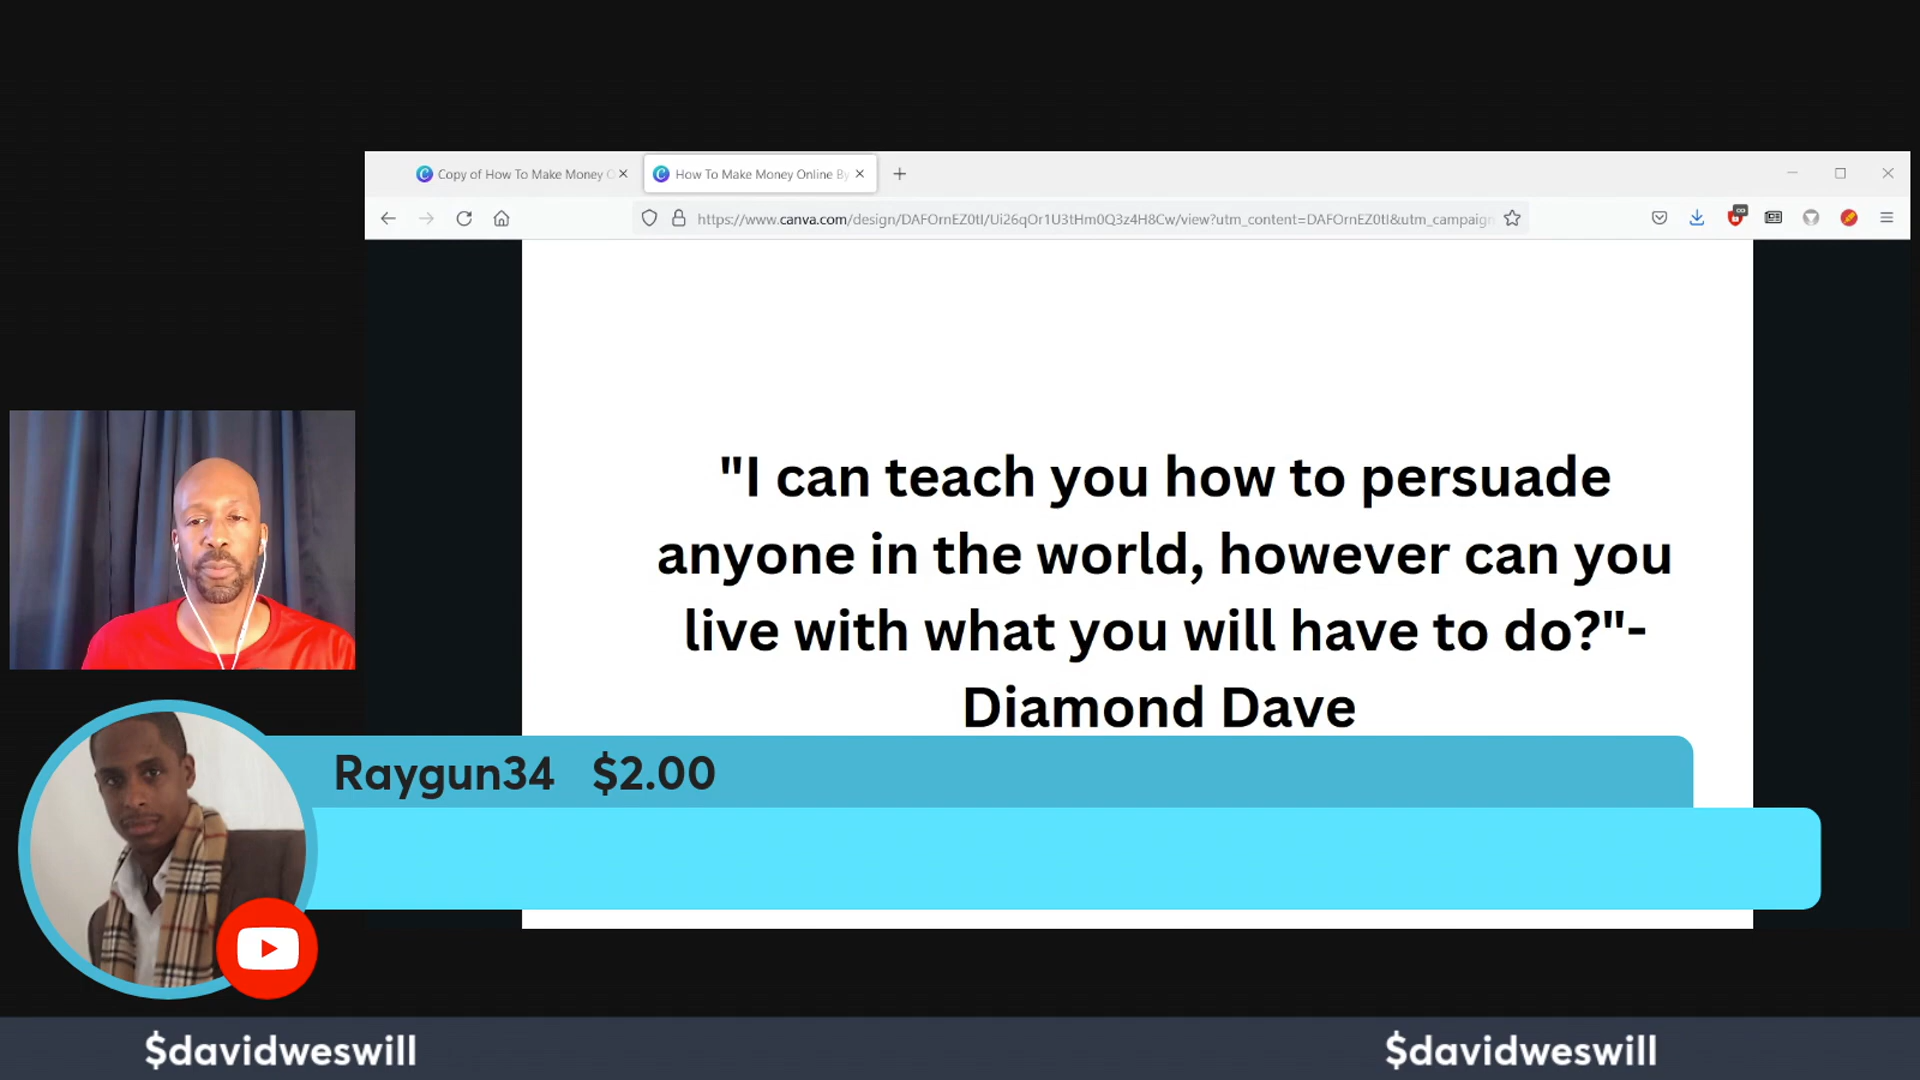 Copy of How To Make Money O
How To Make Money Online By
https://www.canva.com/design/DAFOrnEZ0tI/Ui26qOr1U3tHm0Q3z4H8Cw/view?utm_content=DAFOrnEZ0tI&utm_campaign
"I can teach you how to persuade
anyone in the world, however can you
live with what you will have to do?"-
Diamond Dave
Raygun34 $2.00
$davidweswill
$davidweswill